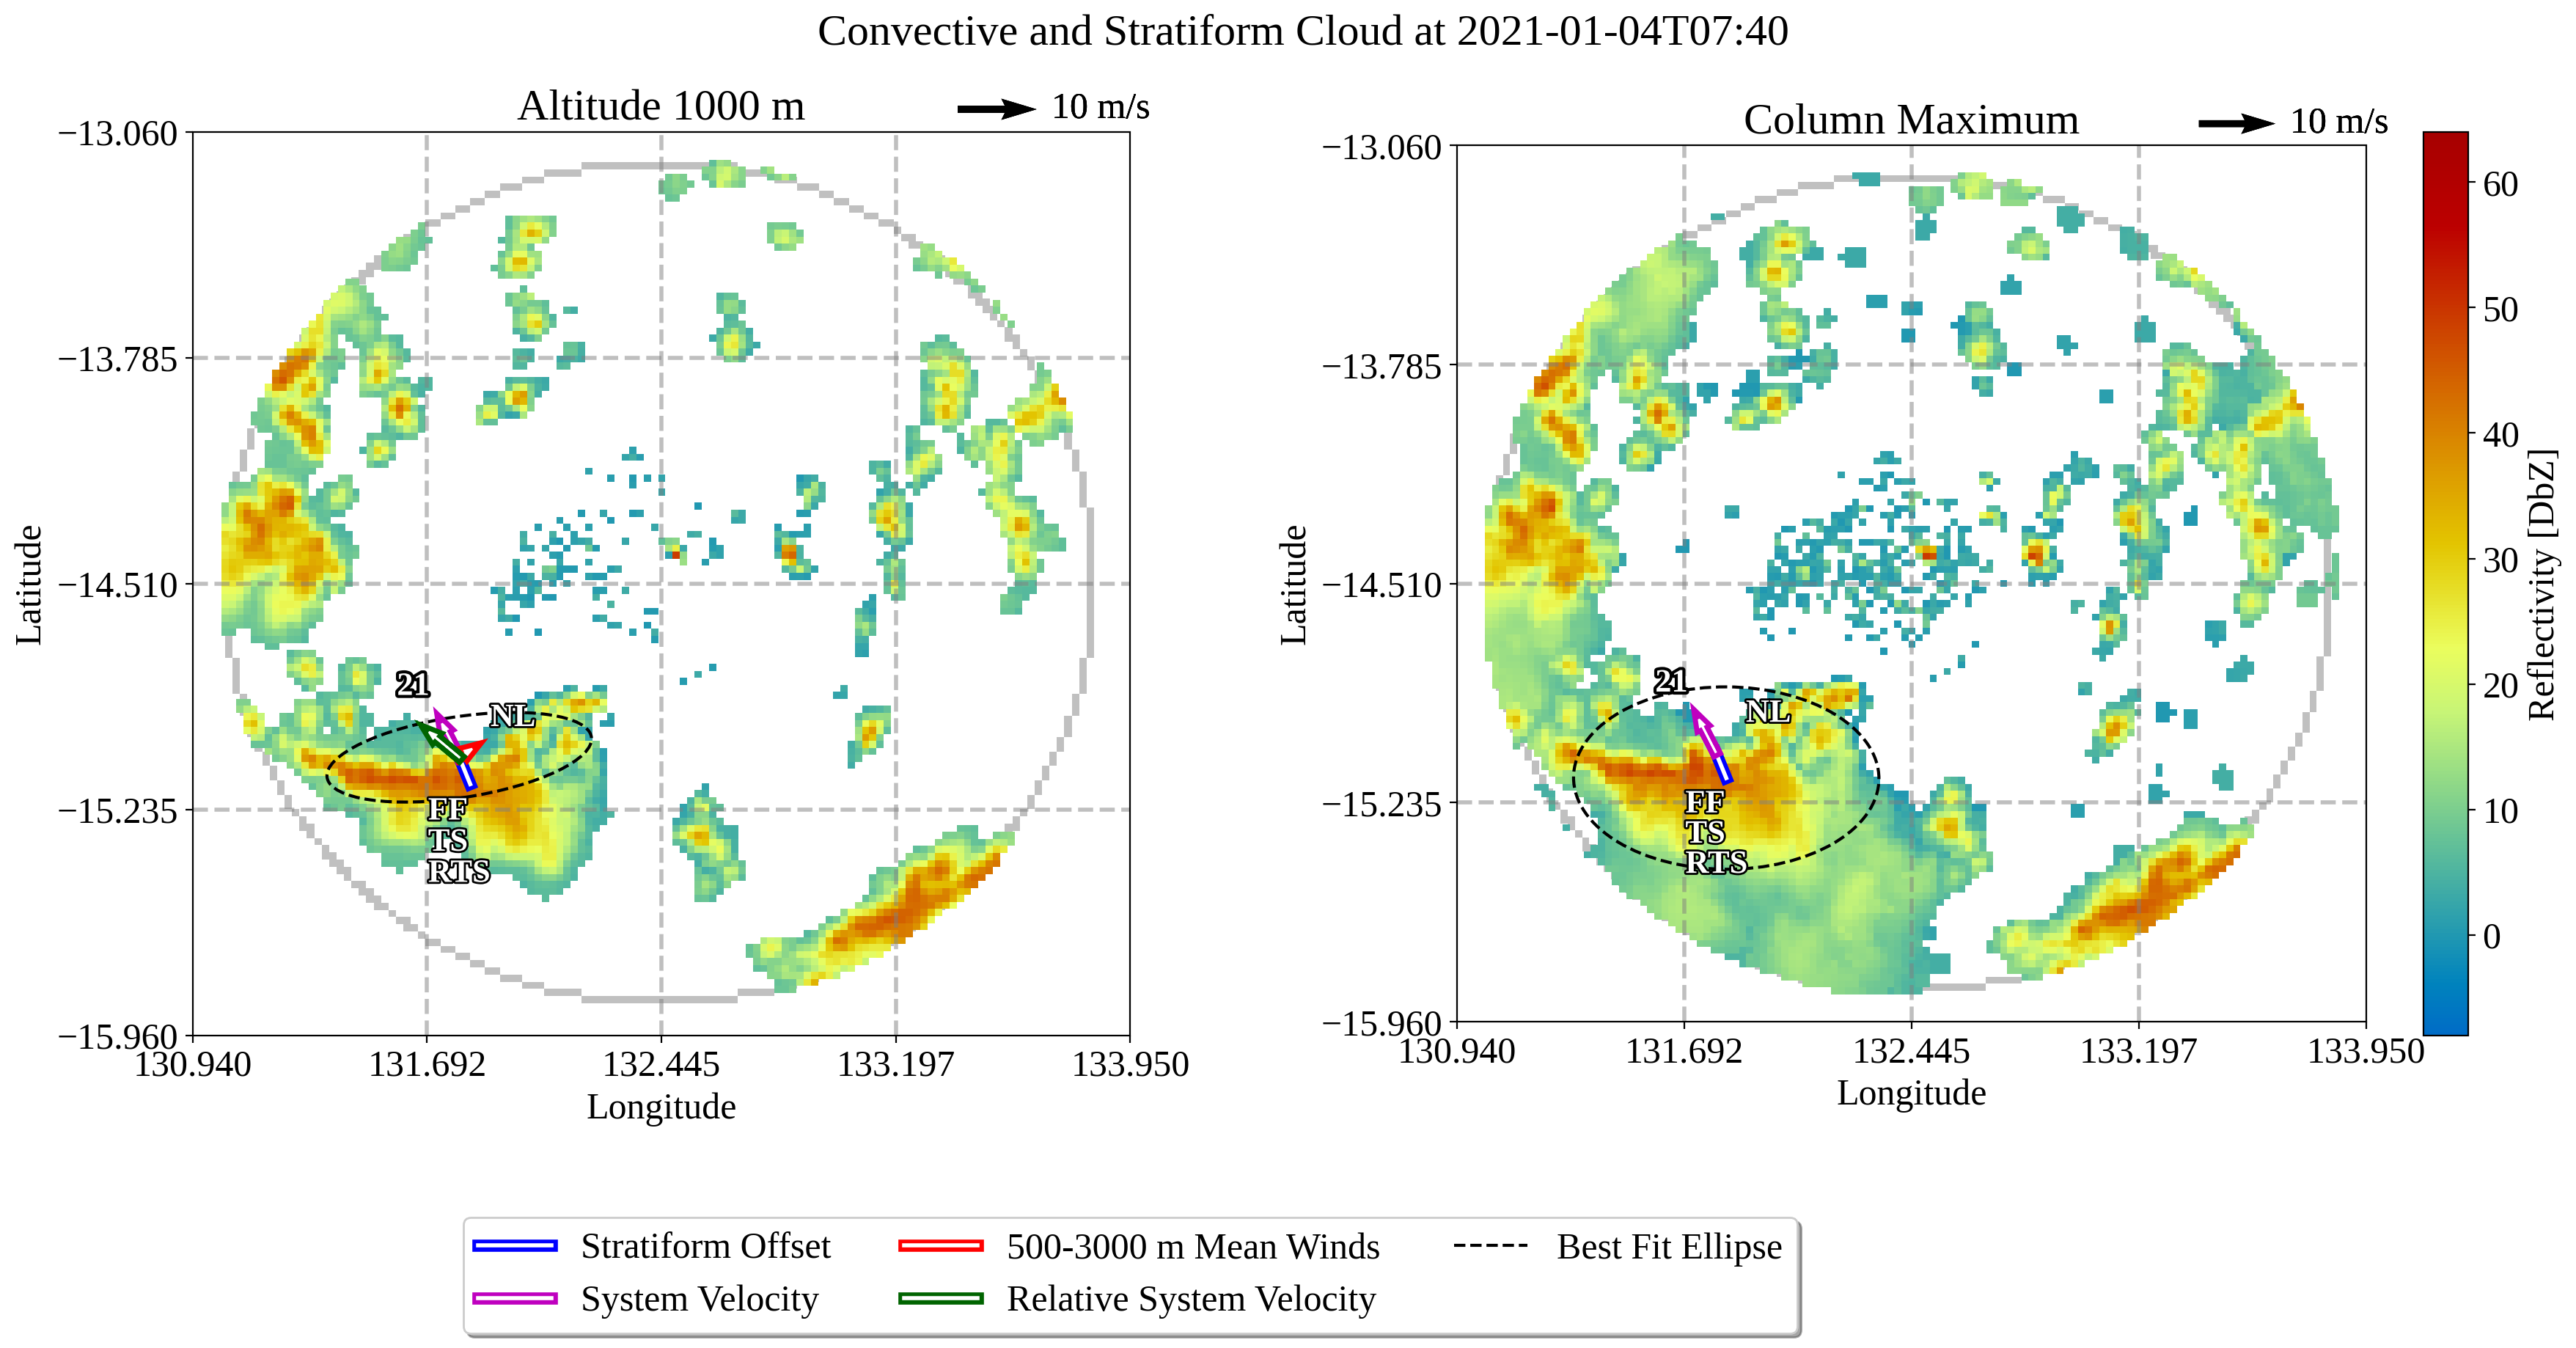 Convective and Stratiform Cloud at 2021-01-04T07:40
Altitude 1000 m
10 m/s
−13.060
−13.785
−14.510
−15.235
−15.960
Latitude
130.940
131.692
132.445
133.197
133.950
Longitude
21
NL
FF
TS
RTS
Column Maximum
10 m/s
−13.060
−13.785
−14.510
−15.235
−15.960
Latitude
130.940
131.692
132.445
133.197
133.950
Longitude
21
NL
FF
TS
RTS
60
50
40
30
20
10
0
Reflectivity [DbZ]
Stratiform Offset
500-3000 m Mean Winds
Best Fit Ellipse
System Velocity
Relative System Velocity